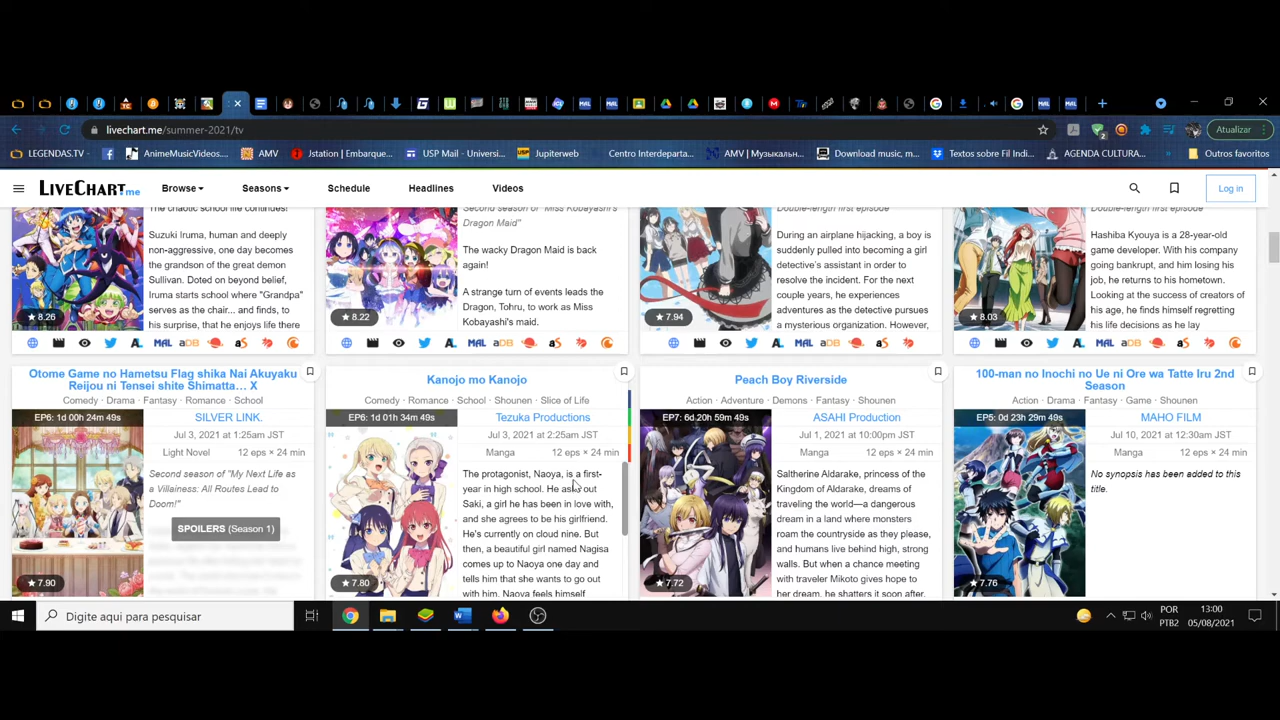 livechart.me/summer-2021/tv
Atualizar
LEGENDAS.TV -
AnimeMusicVideos....
AMV
Jstation | Embarque...
USP Mail - Universi...
Jupiterweb
Centro Interdeparta...
AMV | Музыкальн...
Download music, m...
Textos sobre Fil Indi...
AGENDA CULTURA...
Outros favoritos
LIVECHART.me
Browse
Seasons
Schedule
Headlines
Videos
Log in
The chaotic school life continues!
Suzuki Iruma, human and deeply
non-aggressive, one day becomes
the grandson of the great demon
Sullivan. Doted on beyond belief,
Iruma starts school where "Grandpa
serves as the chair... and finds, to
his surprise, that he enjoys life there
8.26
Second season of "Miss Kobayashi's
Dragon Maid"
The wacky Dragon Maid is back
again!
A strange turn of events leads the
Dragon, Tohru, to work as Miss
Kobayashi's maid.
8.22
Double-length first episode
During an airplane hijacking, a boy is
suddenly pulled into becoming a girl
detective's assistant in order to
resolve the incident. For the next
couple years, he experiences
adventures as the detective pursues
a mysterious organization. However,
7.94
Double-length first episode
Hashiba Kyouya is a 28-year-old
game developer. With his company
going bankrupt, and him losing his
job, he returns to his hometown.
Looking at the success of creators of
his age, he finds himself regretting
his life decisions as he lay
8.03
MAL aDB
MAL aDB
MAL aDB
MAL aDB
Otome Game no Hametsu Flag shika Nai Akuyaku
Reijou ni Tensei shite Shimatta... X
Comedy · Drama · Fantasy · Romance · School
EP6: 1d 00h 24m 49s
SILVER LINK.
Jul 3, 2021 at 1:25am JST
Light Novel 12 eps × 24 min
Second season of "My Next Life as
a Villainess: All Routes Lead to
Doom!"
SPOILERS (Season 1)
7.90
Kanojo mo Kanojo
Comedy · Romance · School · Shounen · Slice of Life
EP6: 1d 01h 34m 49s
Tezuka Productions
Jul 3, 2021 at 2:25am JST
Manga 12 eps × 24 min
The protagonist, Naoya, is a first-
year in high school. He asks out
Saki, a girl he has been in love with,
and she agrees to be his girlfriend.
He's currently on cloud nine. But
then, a beautiful girl named Nagisa
comes up to Naoya one day and
tells him that she wants to go out
with him. Naoya feels himself
7.80
Peach Boy Riverside
Action · Adventure · Demons · Fantasy · Shounen
EP7: 6d 20h 59m 49s
ASAHI Production
Jul 1, 2021 at 10:00pm JST
Manga 12 eps × 24 min
Saltherine Aldarake, princess of the
Kingdom of Aldarake, dreams of
traveling the world—a dangerous
dream in a land where monsters
roam the countryside as they please,
and humans live behind high, strong
walls. But when a chance meeting
with traveler Mikoto gives hope to
her dream, he shatters it soon after.
7.72
100-man no Inochi no Ue ni Ore wa Tatte Iru 2nd
Season
Action · Drama · Fantasy · Game · Shounen
EP5: 0d 23h 29m 49s
MAHO FILM
Jul 10, 2021 at 12:30am JST
Manga 12 eps × 24 min
No synopsis has been added to this
title.
7.76
Digite aqui para pesquisar
POR
PTB2
13:00
05/08/2021